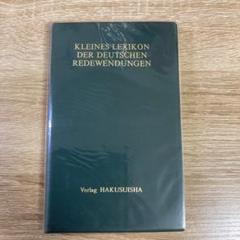 KLEINES LEXIKON
DER DEUTSCHEN
REDEWENDUNGEN
Verlag HAKUSUISHA